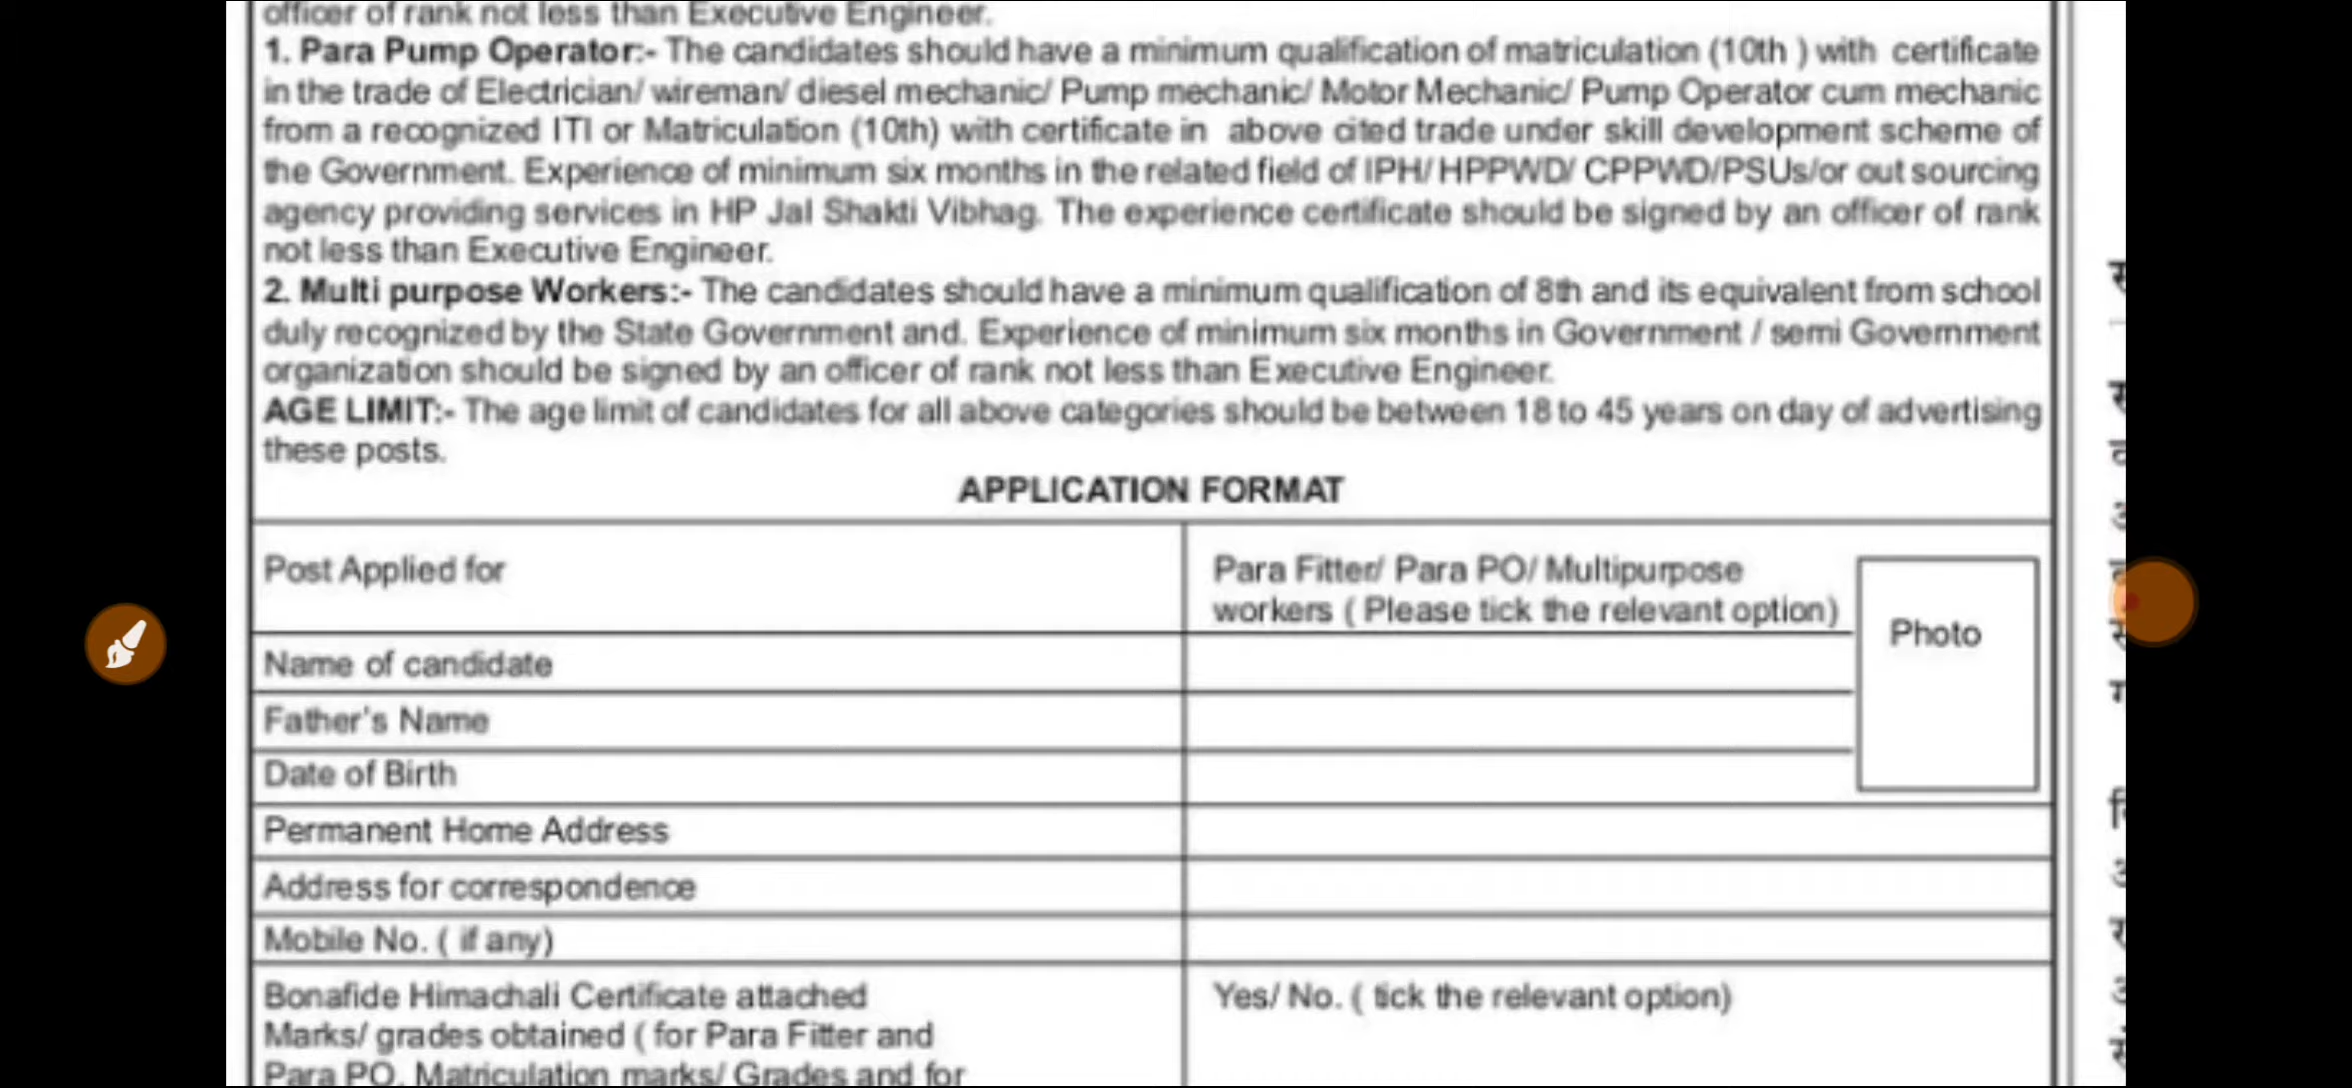 officer of rank not less than Executive Engineer.
1. Para Pump Operator:- The candidates should have a minimum qualification of matriculation (10th ) with certificate
in the trade of Electrician/ wireman/ diesel mechanic/ Pump mechanic/ Motor Mechanic/ Pump Operator cum mechanic
from a recognized ITI or Matriculation (10th) with certificate in above cited trade under skill development scheme of
the Government. Experience of minimum six months in the related field of IPH/ HPPWD/ CPPWD/PSUs/or out sourcing
agency providing services in HP Jal Shakti Vibhag. The experience certificate should be signed by an officer of rank
not less than Executive Engineer.
2. Multi purpose Workers:- The candidates should have a minimum qualification of 8th and its equivalent from school
duly recognized by the State Government and. Experience of minimum six months in Government / semi Government
organization should be signed by an officer of rank not less than Executive Engineer.
AGE LIMIT:- The age limit of candidates for all above categories should be between 18 to 45 years on day of advertising
these posts.
APPLICATION FORMAT
Post Applied for
Para Fitter/ Para PO/ Multipurpose
workers ( Please tick the relevant option)
Photo
Name of candidate
Father's Name
Date of Birth
Permanent Home Address
Address for correspondence
Mobile No. ( if any)
Bonafide Himachali Certificate attached
Yes/ No. ( tick the relevant option)
Marks/ grades obtained ( for Para Fitter and
Para PO, Matriculation marks/ Grades and for